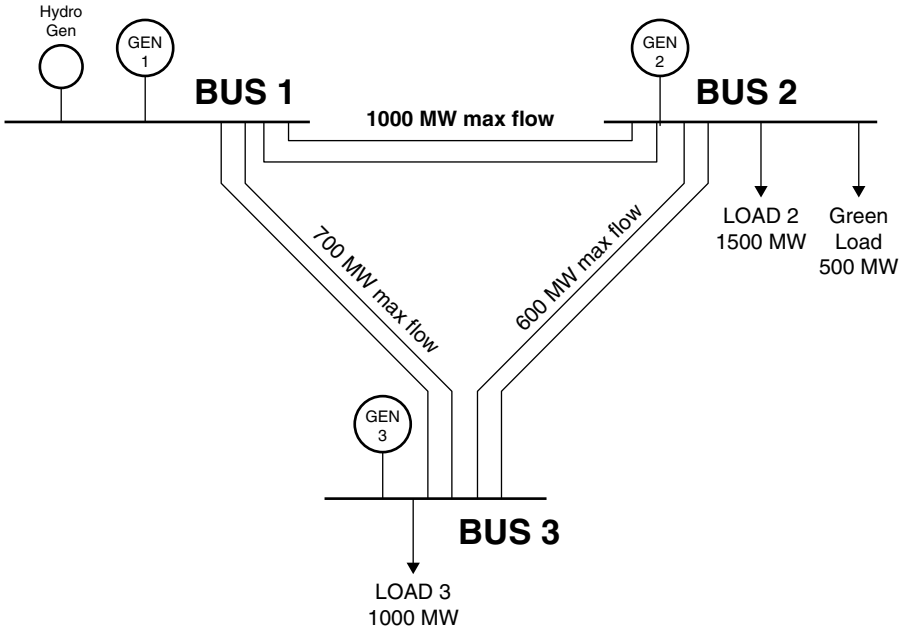 Hydro
Gen
GEN
1
BUS 1
1000 MW max flow
GEN
2
BUS 2
LOAD 2
1500 MW
Green
Load
500 MW
700 MW max flow
600 MW max flow
GEN
3
BUS 3
LOAD 3
1000 MW